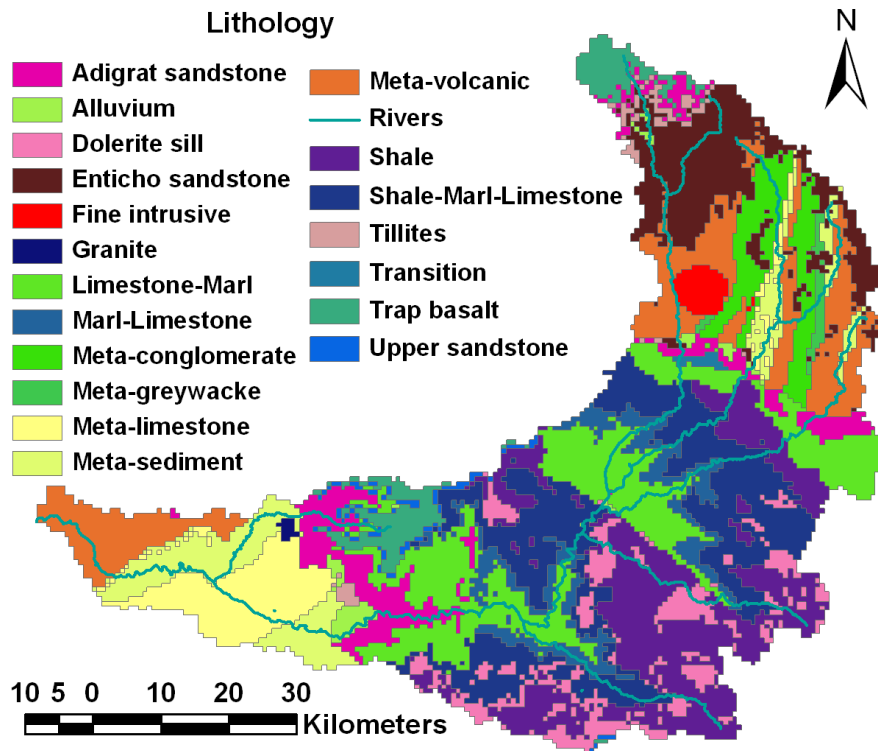 Lithology
N
Adigrat sandstone
Alluvium
Dolerite sill
Enticho sandstone
Fine intrusive
Granite
Limestone-Marl
Marl-Limestone
Meta-conglomerate
Meta-greywacke
Meta-limestone
Meta-sediment
Meta-volcanic
Rivers
Shale
Shale-Marl-Limestone
Tillites
Transition
Trap basalt
Upper sandstone
10 5 0 10 20 30
Kilometers